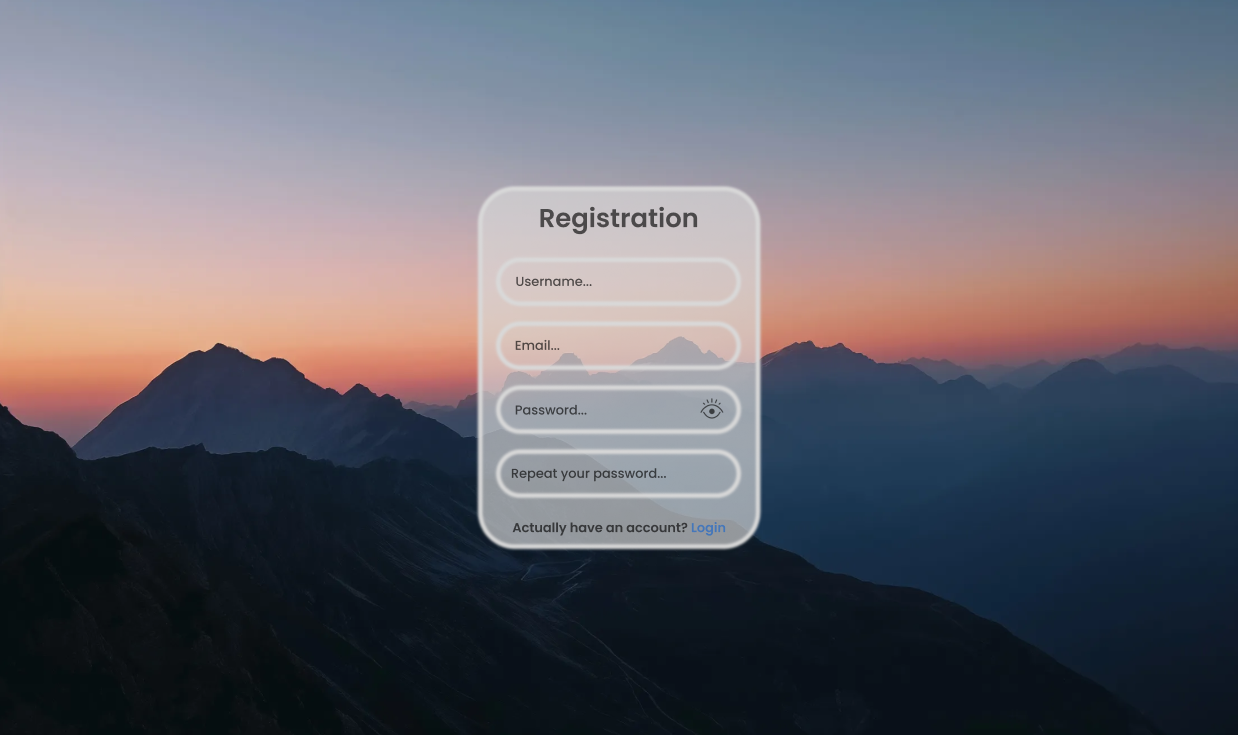 Registration
Username...
Email...
Password...
Repeat your password...
Actually have an account? Login